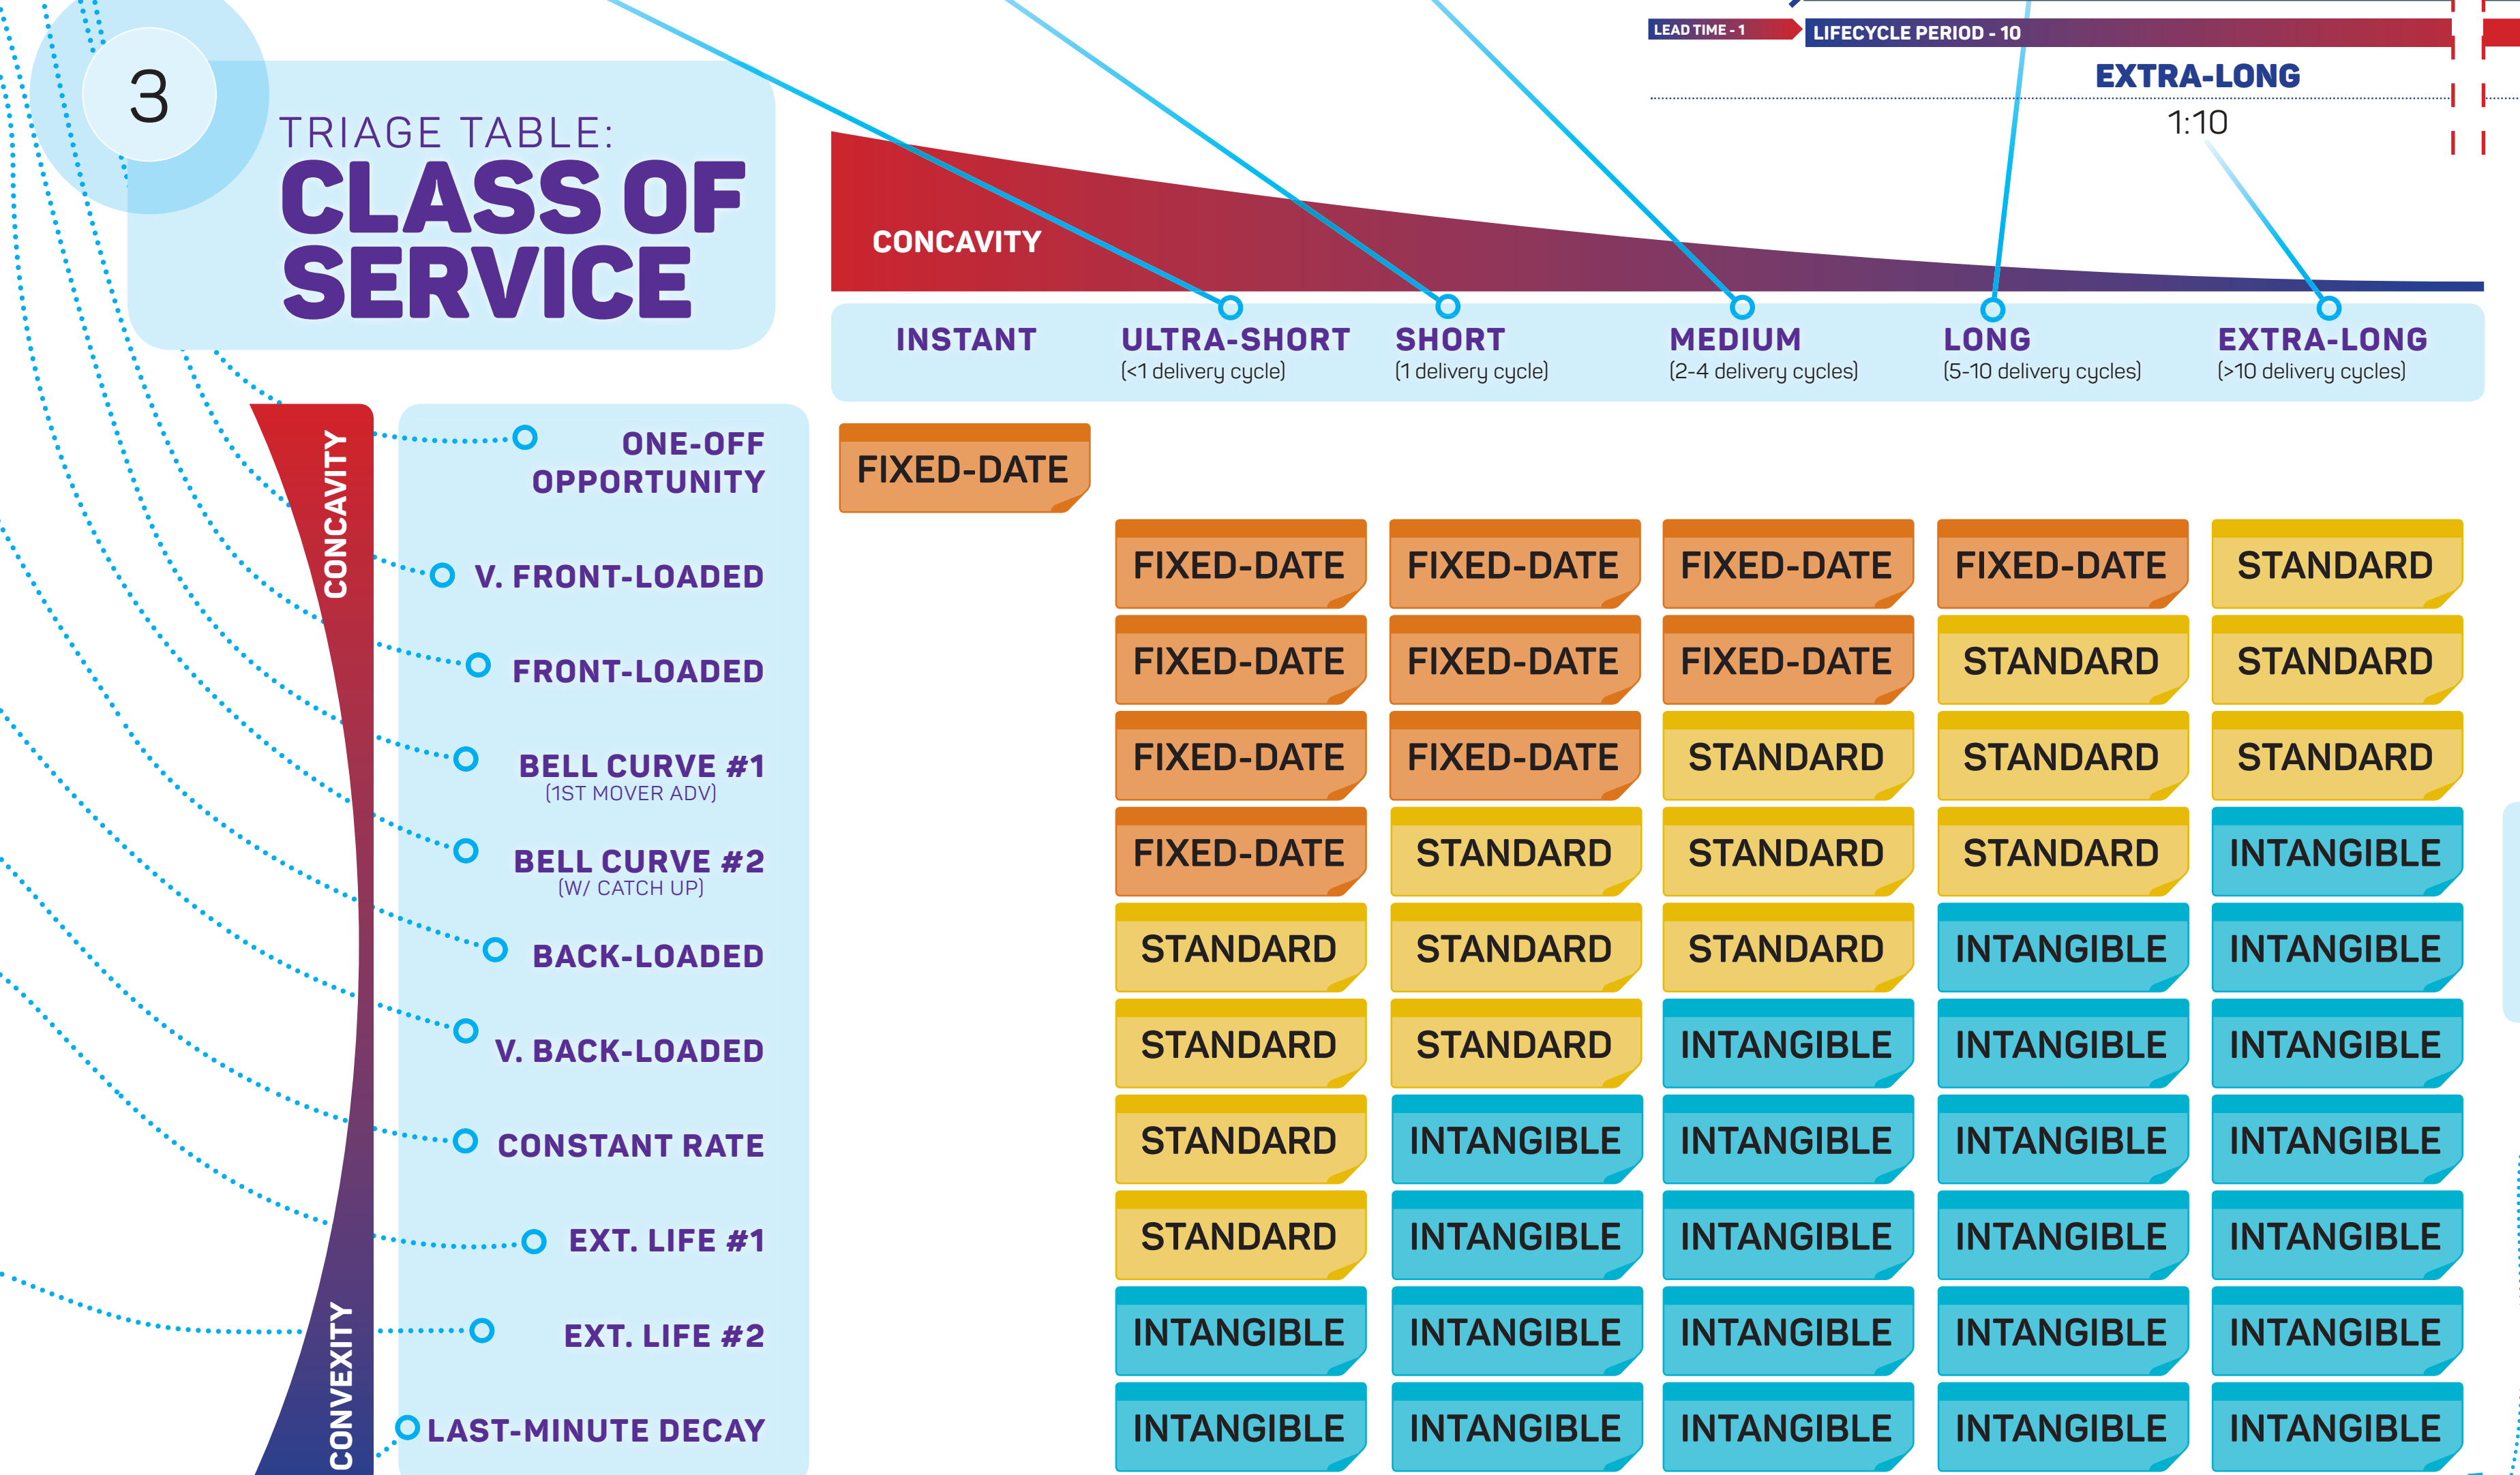 LEAD TIME - 1
LIFECYCLE PERIOD - 10
EXTRA-LONG
1:10
3
TRIAGE TABLE:
CLASS OF
SERVICE
CONCAVITY
INSTANT
ULTRA-SHORT
(<1 delivery cycle)
SHORT
(1 delivery cycle)
MEDIUM
(2-4 delivery cycles)
LONG
(5-10 delivery cycles)
EXTRA-LONG
(>10 delivery cycles)
CONCAVITY
CONVEXITY
ONE-OFF
OPPORTUNITY
FIXED-DATE
V. FRONT-LOADED
FIXED-DATE FIXED-DATE FIXED-DATE FIXED-DATE STANDARD
FRONT-LOADED
FIXED-DATE FIXED-DATE FIXED-DATE STANDARD STANDARD
BELL CURVE #1
(1ST MOVER ADV)
FIXED-DATE FIXED-DATE STANDARD STANDARD STANDARD
BELL CURVE #2
(W/ CATCH UP)
FIXED-DATE STANDARD STANDARD STANDARD INTANGIBLE
BACK-LOADED
STANDARD STANDARD STANDARD INTANGIBLE INTANGIBLE
V. BACK-LOADED
STANDARD STANDARD INTANGIBLE INTANGIBLE INTANGIBLE
CONSTANT RATE
STANDARD INTANGIBLE INTANGIBLE INTANGIBLE INTANGIBLE
EXT. LIFE #1
STANDARD INTANGIBLE INTANGIBLE INTANGIBLE INTANGIBLE
EXT. LIFE #2
INTANGIBLE INTANGIBLE INTANGIBLE INTANGIBLE INTANGIBLE
LAST-MINUTE DECAY
INTANGIBLE INTANGIBLE INTANGIBLE INTANGIBLE INTANGIBLE